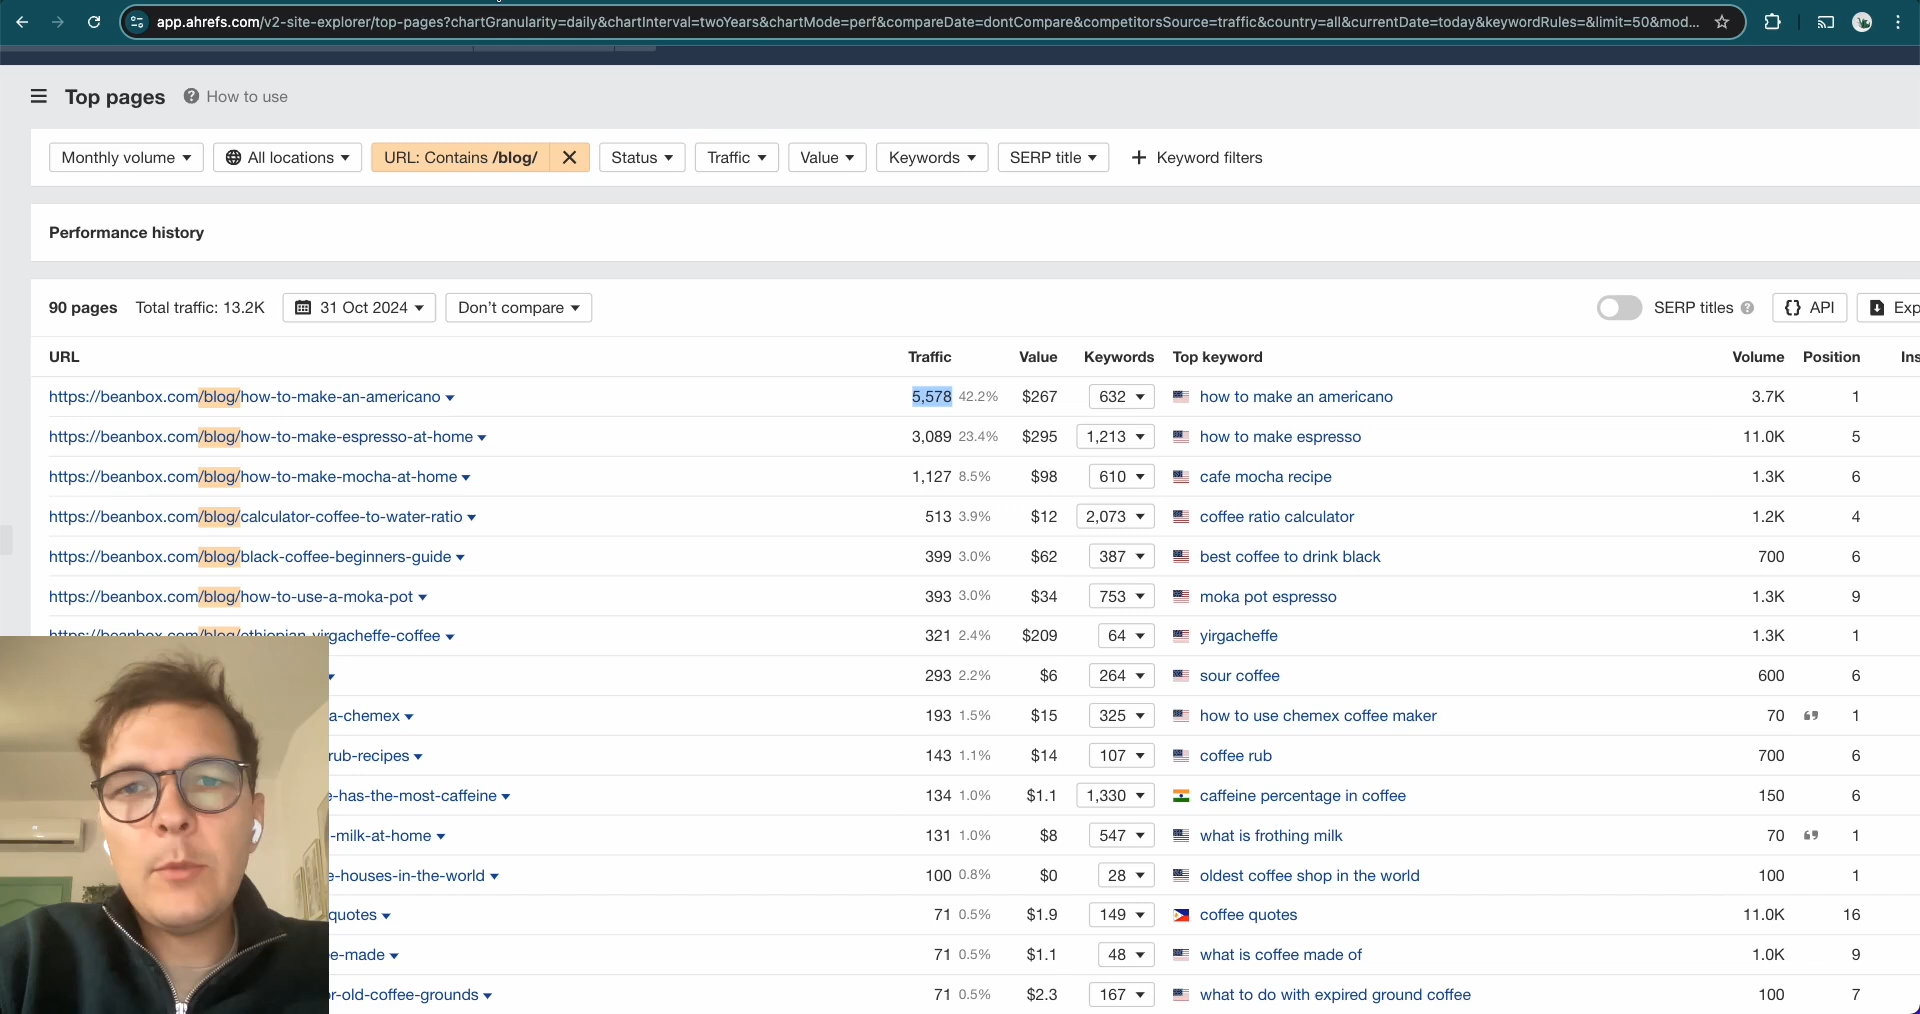 app.ahrefs.com/v2-site-explorer/top-pages?chartGranularity=daily&chartInterval=twoYears&chartMode=perf&compareDate=dontCompare&competitorsSource=traffic&country=all&currentDate=today&keywordRules=&limit=50&mod...
Top pages How to use
Monthly volume All locations URL: Contains /blog/ Status Traffic Value Keywords SERP title + Keyword filters
Performance history
90 pages Total traffic: 13.2K 31 Oct 2024 Don't compare SERP titles API Exp
URL Traffic Value Keywords Top keyword Volume Position Ins
https://beanbox.com/blog/how-to-make-an-americano 5,578 42.2% $267 632 how to make an americano 3.7K 1
https://beanbox.com/blog/how-to-make-espresso-at-home 3,089 23.4% $295 1,213 how to make espresso 11.0K 5
https://beanbox.com/blog/how-to-make-mocha-at-home 1,127 8.5% $98 610 cafe mocha recipe 1.3K 6
https://beanbox.com/blog/calculator-coffee-to-water-ratio 513 3.9% $12 2,073 coffee ratio calculator 1.2K 4
https://beanbox.com/blog/black-coffee-beginners-guide 399 3.0% $62 387 best coffee to drink black 700 6
https://beanbox.com/blog/how-to-use-a-moka-pot 393 3.0% $34 753 moka pot espresso 1.3K 9
https://beanbox.com/blog/ethiopian-yirgacheffe-coffee 321 2.4% $209 64 yirgacheffe 1.3K 1
293 2.2% $6 264 sour coffee 600 6
a-chemex 193 1.5% $15 325 how to use chemex coffee maker 70 1
rub-recipes 143 1.1% $14 107 coffee rub 700 6
e-has-the-most-caffeine 134 1.0% $1.1 1,330 caffeine percentage in coffee 150 6
-milk-at-home 131 1.0% $8 547 what is frothing milk 70 1
e-houses-in-the-world 100 0.8% $0 28 oldest coffee shop in the world 100 1
quotes 71 0.5% $1.9 149 coffee quotes 11.0K 16
e-made 71 0.5% $1.1 48 what is coffee made of 1.0K 9
r-old-coffee-grounds 71 0.5% $2.3 167 what to do with expired ground coffee 100 7